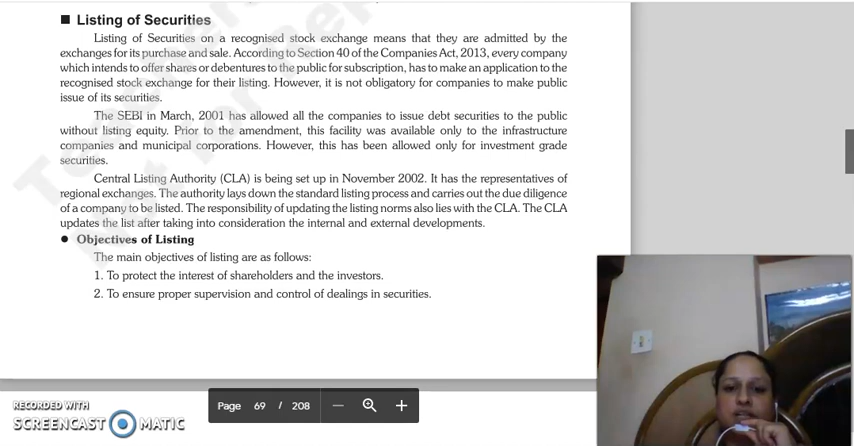 ■ Listing of Securities
Listing of Securities on a recognised stock exchange means that they are admitted by the
exchanges for its purchase and sale. According to Section 40 of the Companies Act, 2013, every company
which intends to offer shares or debentures to the public for subscription, has to make an application to the
recognised stock exchange for their listing. However, it is not obligatory for companies to make public
issue of its securities.
The SEBI in March, 2001 has allowed all the companies to issue debt securities to the public
without listing equity. Prior to the amendment, this facility was available only to the infrastructure
companies and municipal corporations. However, this has been allowed only for investment grade
securities.
Central Listing Authority (CLA) is being set up in November 2002. It has the representatives of
regional exchanges. The authority lays down the standard listing process and carries out the due diligence
of a company to be listed. The responsibility of updating the listing norms also lies with the CLA. The CLA
updates the list after taking into consideration the internal and external developments.
● Objectives of Listing
The main objectives of listing are as follows:
1. To protect the interest of shareholders and the investors.
2. To ensure proper supervision and control of dealings in securities.
Page 69 / 208
RECORDED WITH
SCREENCAST MATIC